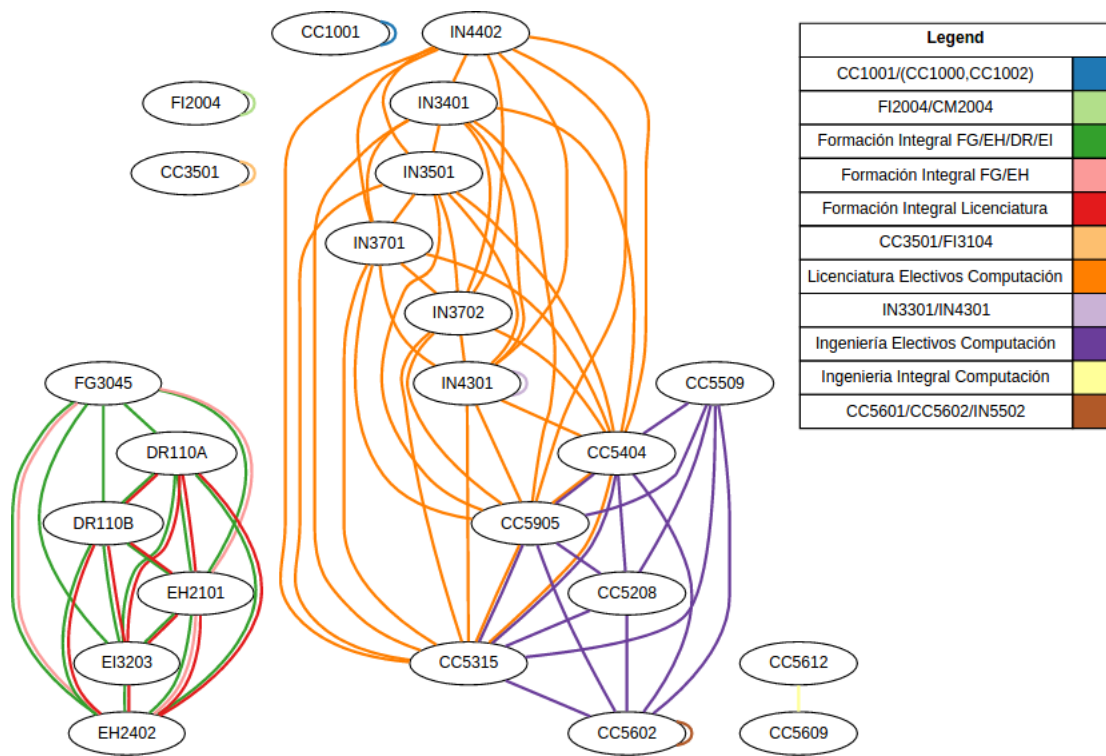 CC1001
IN4402
FI2004
IN3401
CC3501
IN3501
IN3701
IN3702
FG3045
IN4301
CC5509
DR110A
CC5404
DR110B
CC5905
EH2101
CC5208
EI3203
CC5315
CC5612
EH2402
CC5602
CC5609
Legend
CC1001/(CC1000,CC1002)
FI2004/CM2004
Formación Integral FG/EH/DR/EI
Formación Integral FG/EH
Formación Integral Licenciatura
CC3501/FI3104
Licenciatura Electivos Computación
IN3301/IN4301
Ingeniería Electivos Computación
Ingenieria Integral Computación
CC5601/CC5602/IN5502